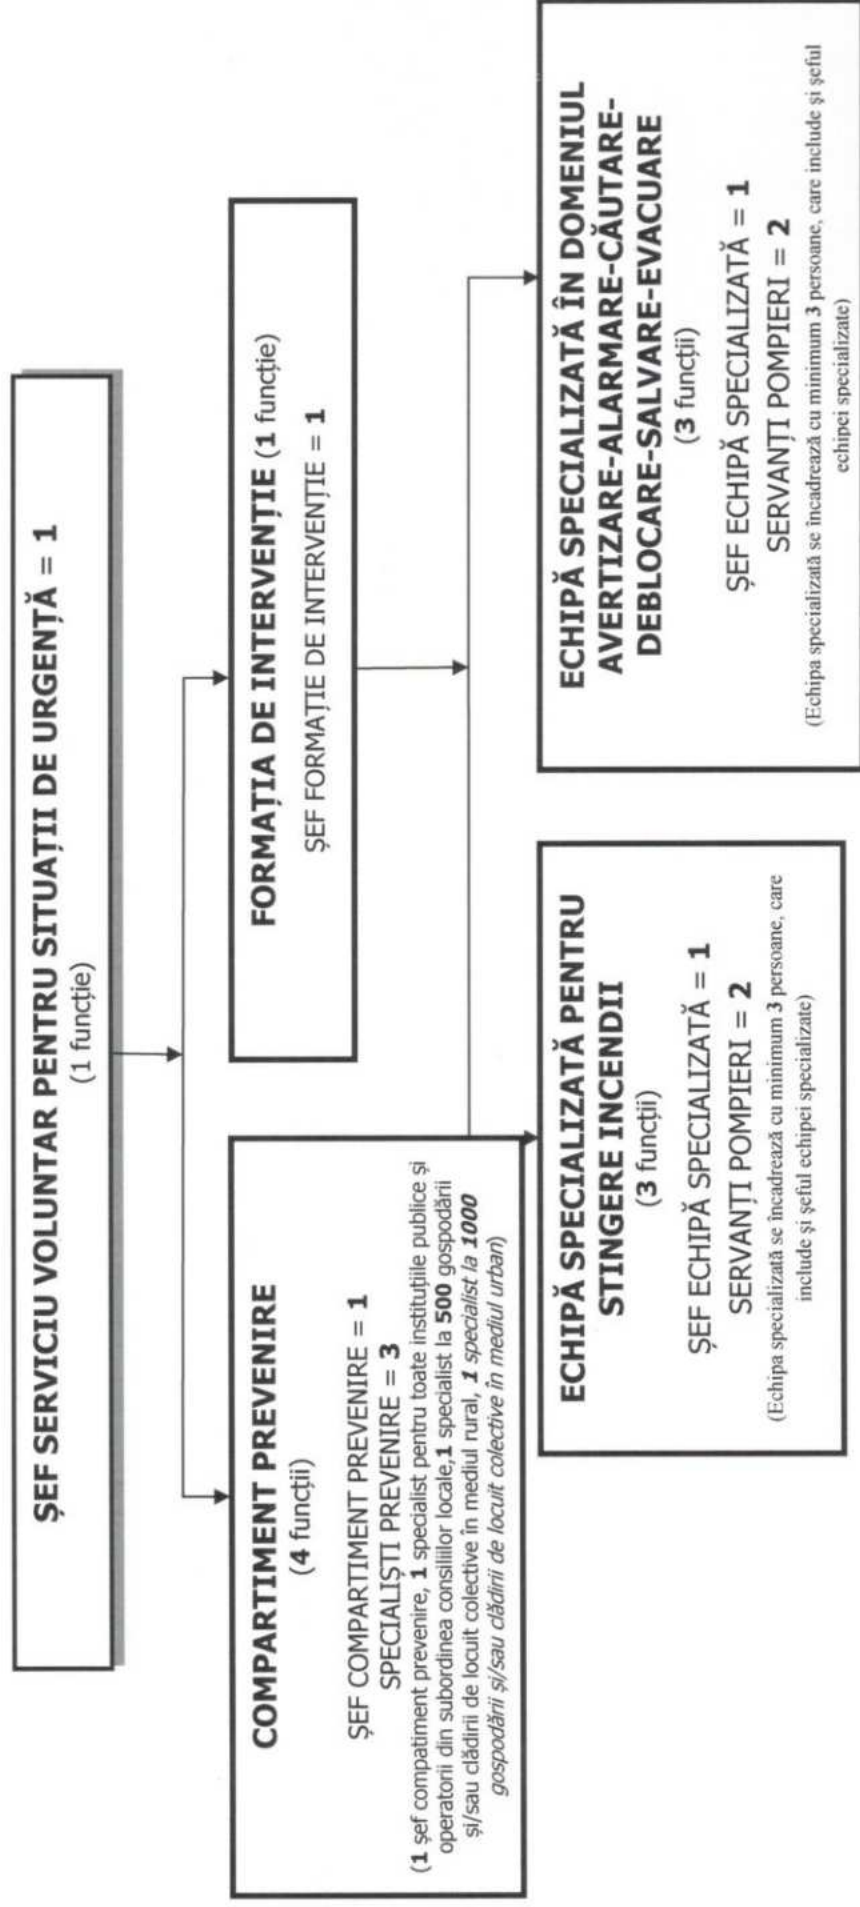 ȘEF SERVICIU VOLUNTAR PENTRU SITUAȚII DE URGENȚĂ = 1
(1 funcție)
COMPARTIMENT PREVENIRE
(4 funcții)
ȘEF COMPARTIMENT PREVENIRE = 1
SPECIALIȘTI PREVENIRE = 3
(1 șef compatiment prevenire, 1 specialist pentru toate instituțiile publice și
operatorii din subordinea consiliilor locale,1 specialist la 500 gospodării
și/sau clădirii de locuit colective în mediul rural, 1 specialist la 1000
gospodării și/sau clădirii de locuit colective în mediul urban)
FORMAȚIA DE INTERVENȚIE (1 funcție)
ȘEF FORMAȚIE DE INTERVENȚIE = 1
ECHIPĂ SPECIALIZATĂ PENTRU
STINGERE INCENDII
(3 funcții)
ȘEF ECHIPĂ SPECIALIZATĂ = 1
SERVANȚI POMPIERI = 2
(Echipa specializată se încadrează cu minimum 3 persoane, care
include și șeful echipei specializate)
ECHIPĂ SPECIALIZATĂ ÎN DOMENIUL
AVERTIZARE-ALARMARE-CĂUTARE-
DEBLOCARE-SALVARE-EVACUARE
(3 funcții)
ȘEF ECHIPĂ SPECIALIZATĂ = 1
SERVANȚI POMPIERI = 2
(Echipa specializată se încadrează cu minimum 3 persoane, care include și șeful
echipei specializate)